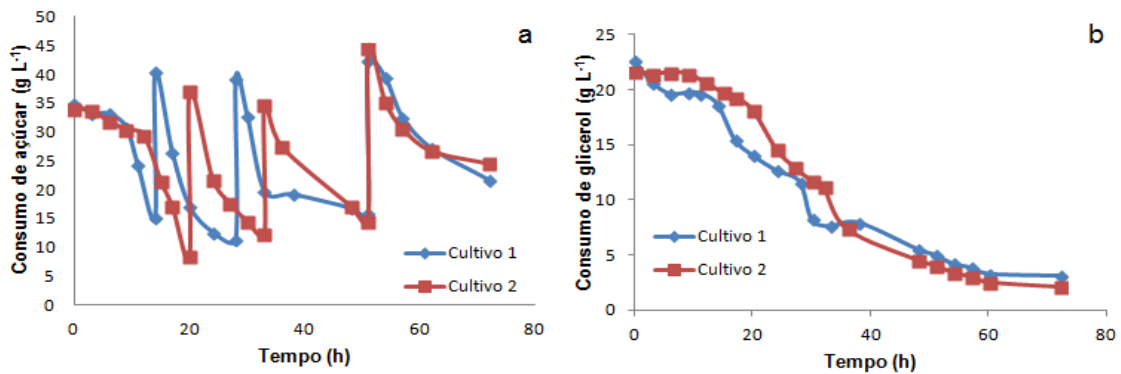 a
Consumo de açúcar (g L-1)
50
45
40
35
30
25
20
15
10
5
0
0 20 40 60 80
Tempo (h)
Cultivo 1
Cultivo 2
b
Consumo de glicerol (g L-1)
25
20
15
10
5
0
0 20 40 60 80
Tempo (h)
Cultivo 1
Cultivo 2